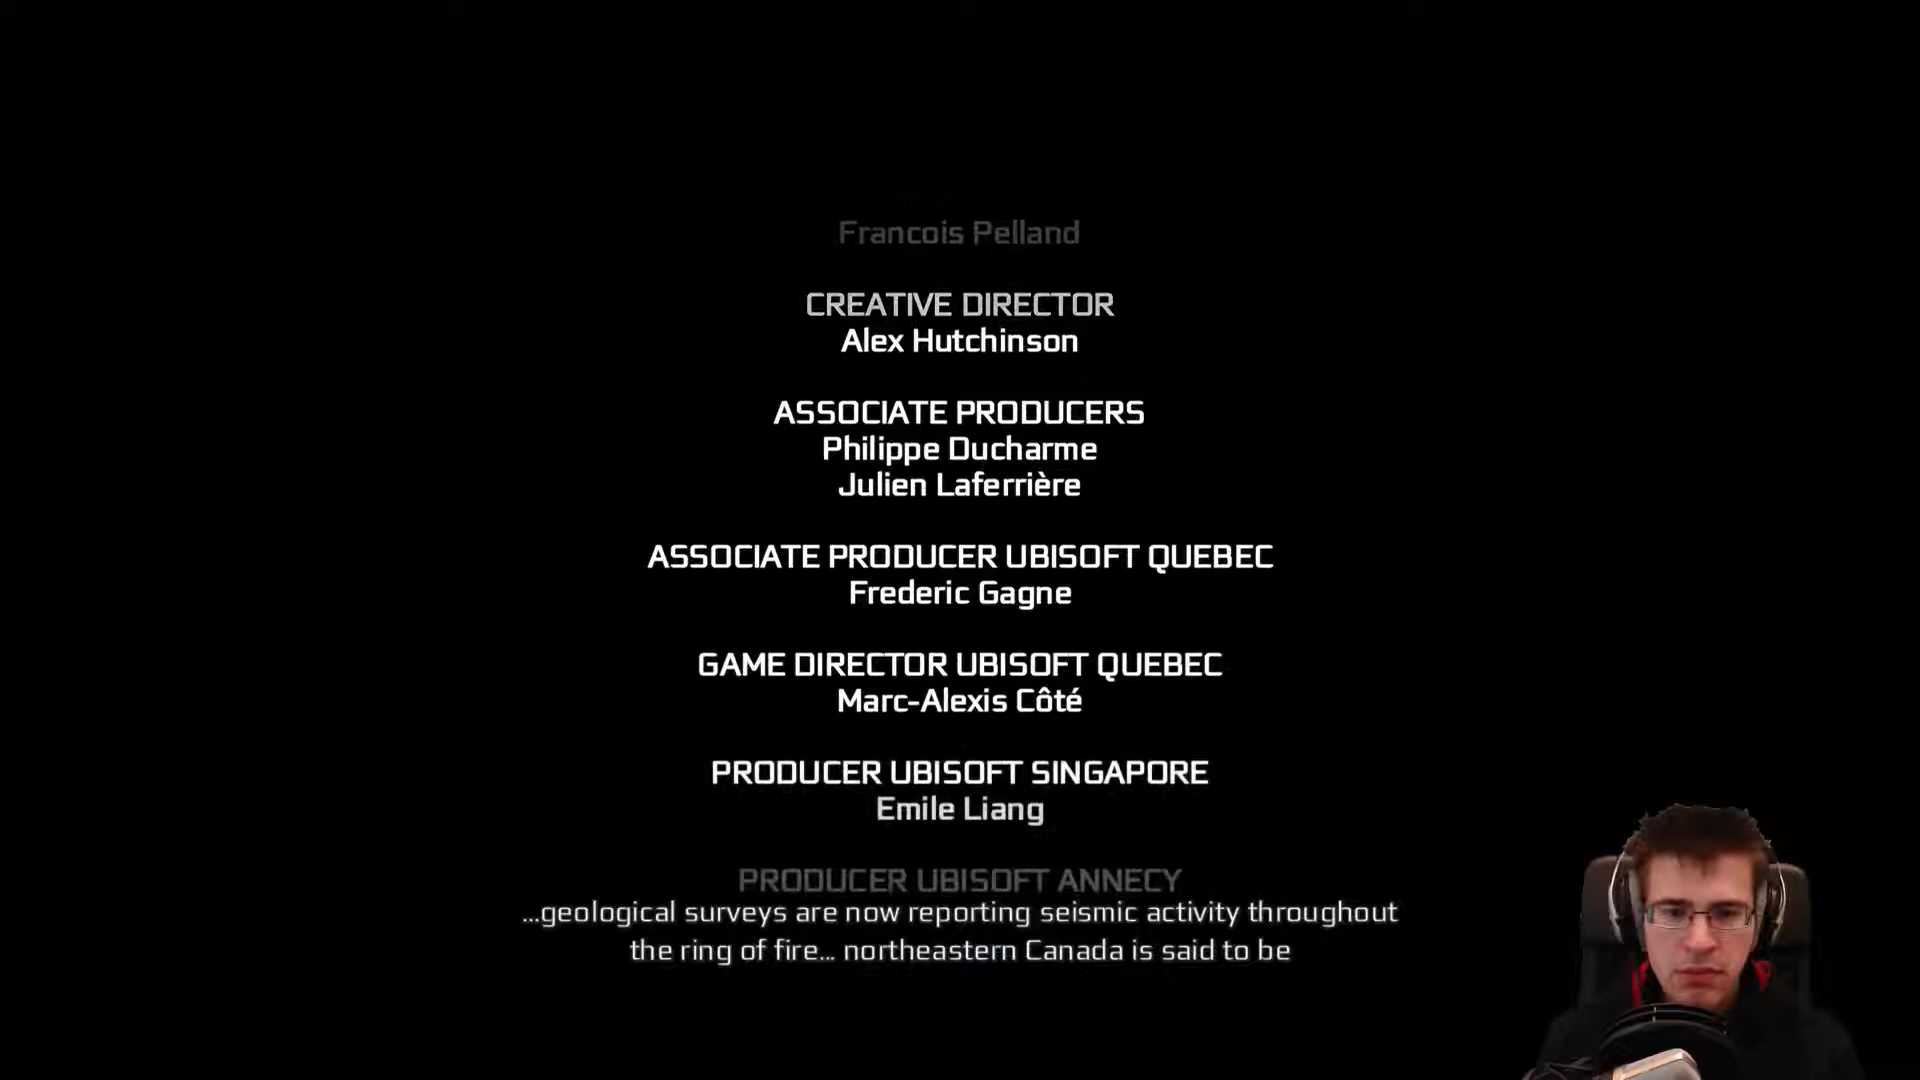 Francois Pelland
CREATIVE DIRECTOR
Alex Hutchinson
ASSOCIATE PRODUCERS
Philippe Ducharme
Julien Laferrière
ASSOCIATE PRODUCER UBISOFT QUEBEC
Frederic Gagne
GAME DIRECTOR UBISOFT QUEBEC
Marc-Alexis Côté
PRODUCER UBISOFT SINGAPORE
Emile Liang
PRODUCER UBISOFT ANNECY
...geological surveys are now reporting seismic activity throughout
the ring of fire... northeastern Canada is said to be